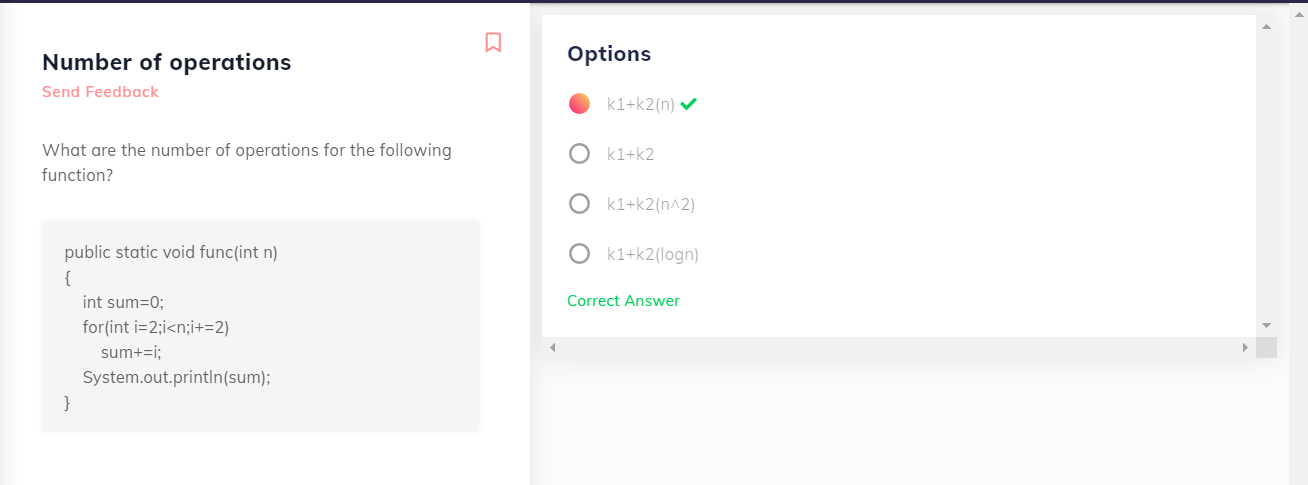 Number of operations
Send Feedback
What are the number of operations for the following
function?
public static void func(int n)
{
    int sum=0;
    for(int i=2;i<n;i+=2)
        sum+=i;
    System.out.println(sum);
}
Options
k1+k2(n)
k1+k2
k1+k2(n^2)
k1+k2(logn)
Correct Answer